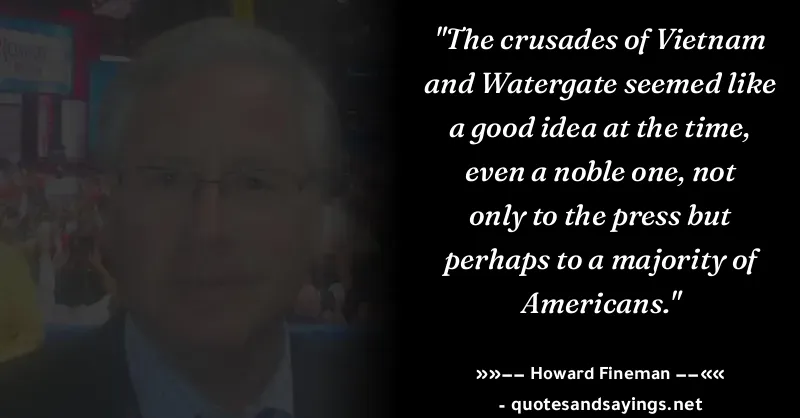 "The crusades of Vietnam
and Watergate seemed like
a good idea at the time,
even a noble one, not
only to the press but
perhaps to a majority of
Americans."
»»−− Howard Fineman −−««
- quotesandsayings.net